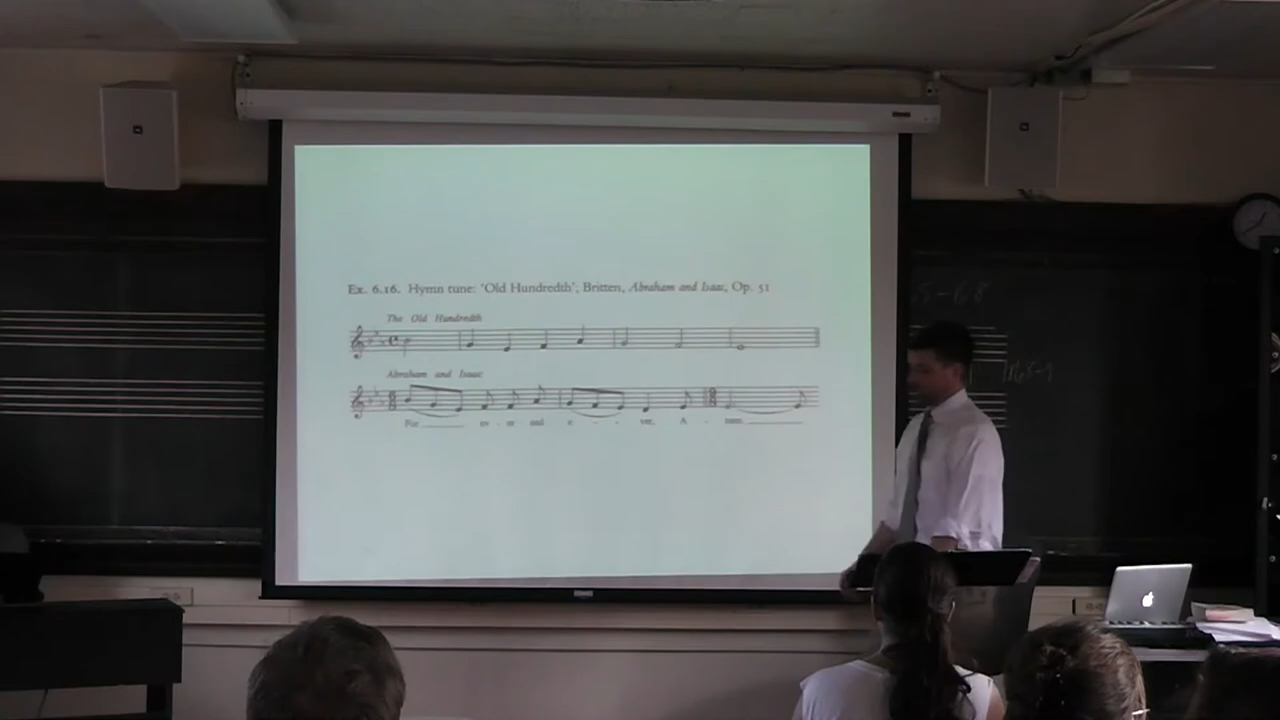 Ex. 6.16. Hymn tune: 'Old Hundredth'; Britten, Abraham and Isaac, Op. 51
The Old Hundredth
Abraham and Isaac
For ev - er and e - - ver, A - men.